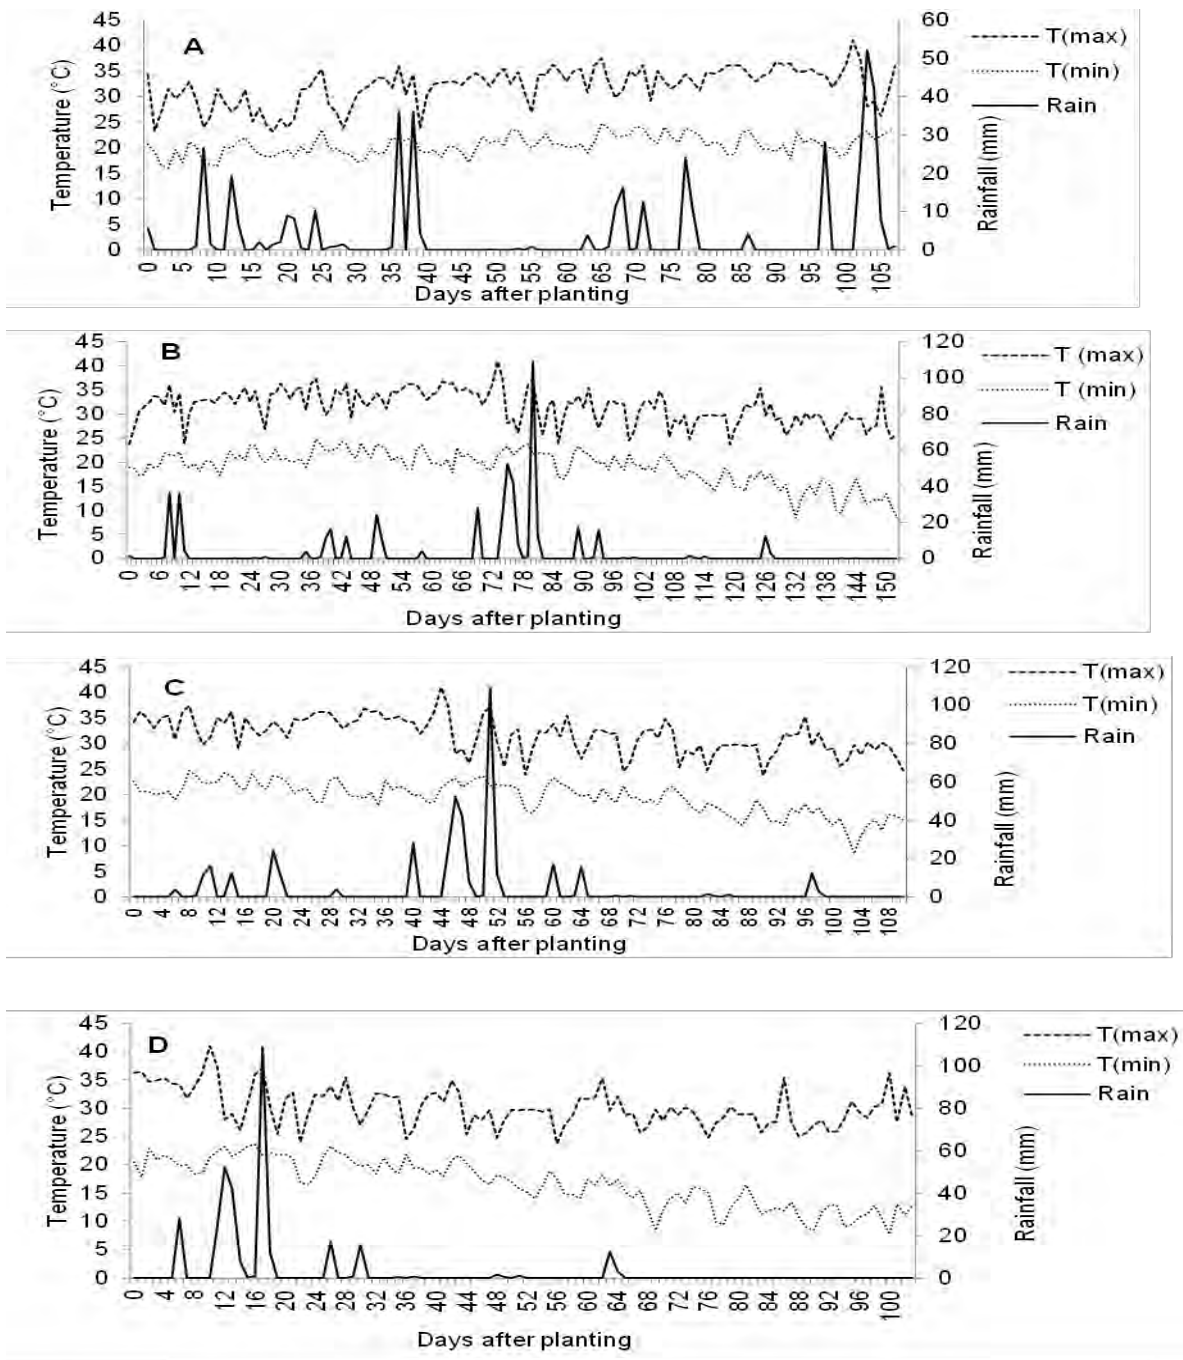 A
45 40 35 30 25 20 15 10 5 0
Temperature (°C)
60 50 40 30 20 10 0
Rainfall (mm)
T(max)
T(min)
Rain
0 5 10 15 20 25 30 35 40 45 50 55 60 65 70 75 80 85 90 95 100 105
Days after planting
B
45 40 35 30 25 20 15 10 5 0
Temperature (°C)
120 100 80 60 40 20 0
Rainfall (mm)
T (max)
T (min)
Rain
0 6 12 18 24 30 36 42 48 54 60 66 72 78 84 90 96 102 108 114 120 126 132 138 144 150
Days after planting
C
45 40 35 30 25 20 15 10 5 0
Temperature (°C)
120 100 80 60 40 20 0
Rainfall (mm)
T(max)
T(min)
Rain
0 4 8 12 16 20 24 28 32 36 40 44 48 52 56 60 64 68 72 76 80 84 88 92 96 100 104 108
Days after planting
D
45 40 35 30 25 20 15 10 5 0
Temperature (°C)
120 100 80 60 40 20 0
Rainfall (mm)
T(max)
T(min)
Rain
0 4 8 12 16 20 24 28 32 36 40 44 48 52 56 60 64 68 72 76 80 84 88 92 96 100
Days after planting